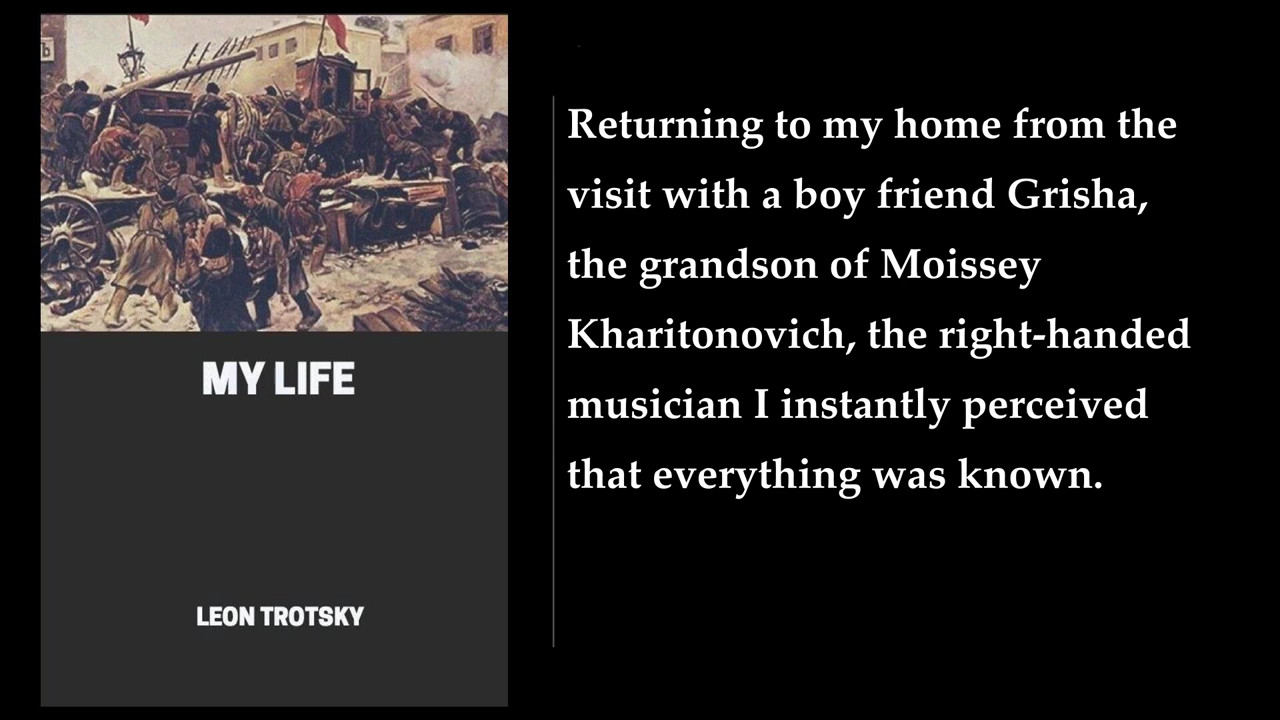 MY LIFE
LEON TROTSKY
Returning to my home from the
visit with a boy friend Grisha,
the grandson of Moissey
Kharitonovich, the right-handed
musician I instantly perceived
that everything was known.